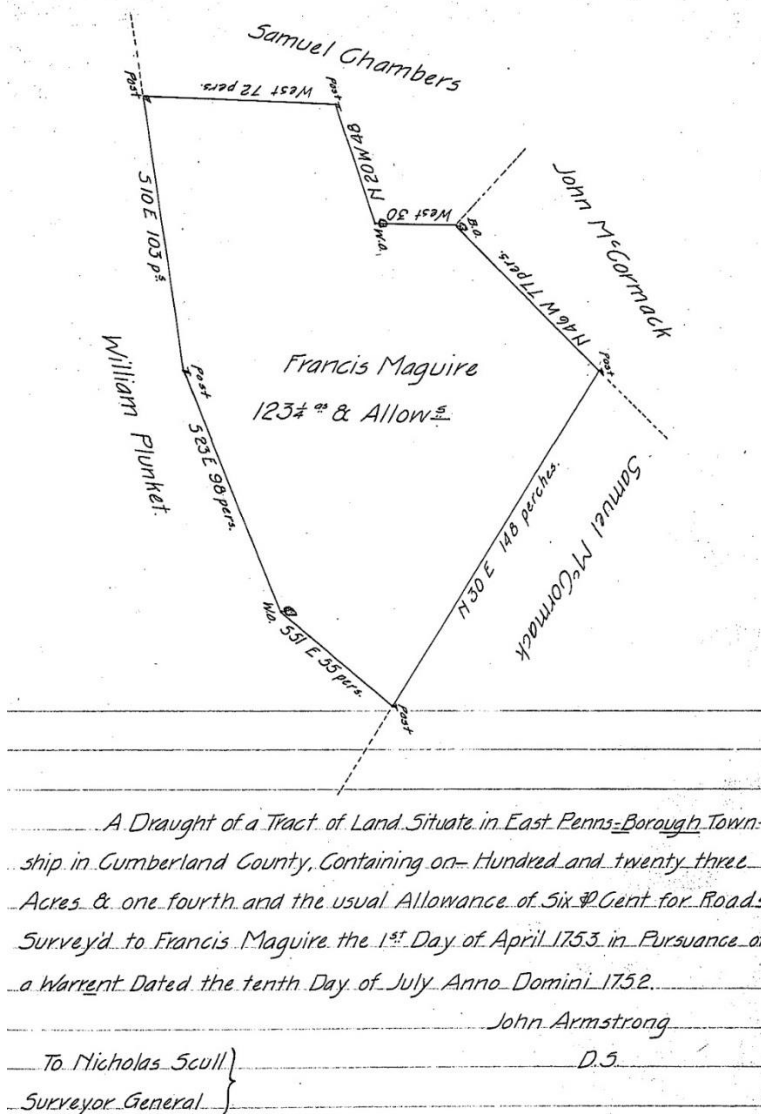 Samuel Chambers
Post
West 72 pers.
Post
N20W 48
West 30
W.O.
B.O.
John McCormack
N46W 77pers.
Post
S10E 103 ps
William Plunket.
Post
Francis Maguire
123¼ as & Allows
S23E 98 pers.
Samuel McCormack
N 30 E 148 perches.
W.O.
S51 E 55 pers.
Post
A Draught of a Tract of Land Situate in East Penns=Borough Town-
ship in Cumberland County, Containing on- Hundred and twenty three
Acres & one fourth and the usual Allowance of Six ⅌ Cent for Roads
Survey'd to Francis Maguire the 1st Day of April 1753 in Pursuance of
a Warrent Dated the tenth Day of July Anno Domini 1752.
John Armstrong
D.S.
To Nicholas Scull
Surveyor General